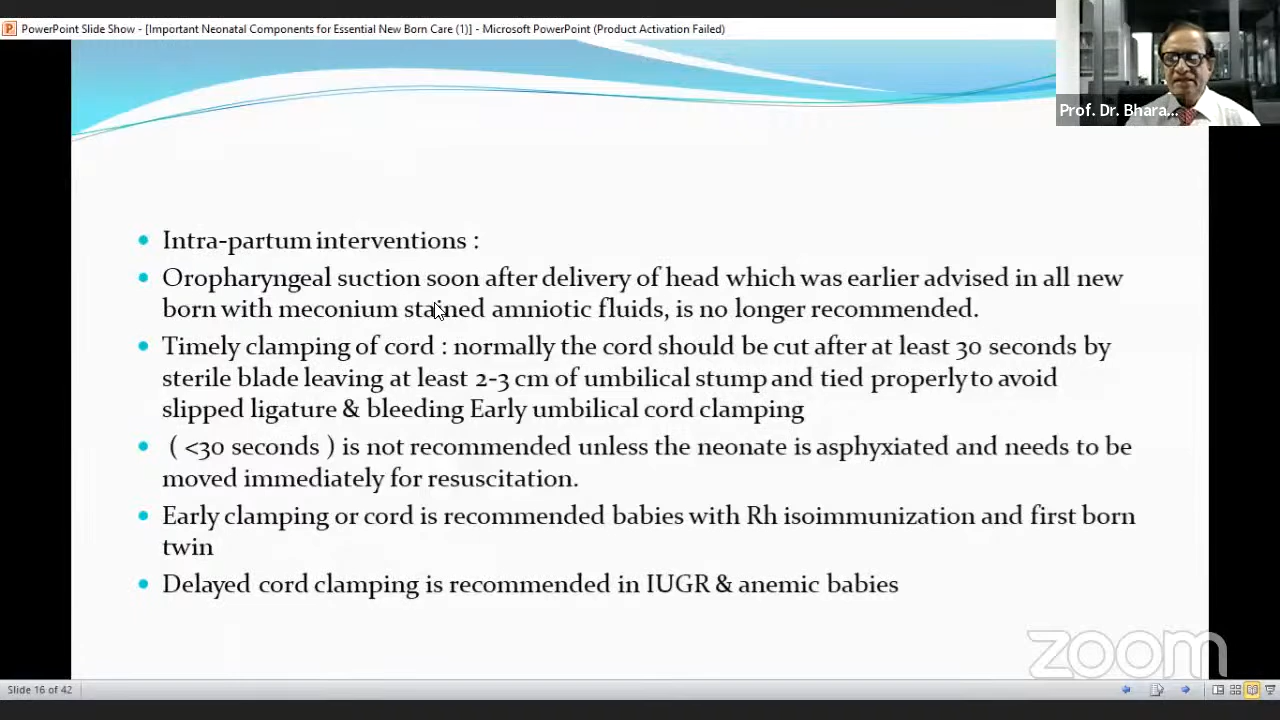 PowerPoint Slide Show - [Important Neonatal Components for Essential New Born Care (1)] - Microsoft PowerPoint (Product Activation Failed)
Prof. Dr. Bhara...
Intra-partum interventions :
Oropharyngeal suction soon after delivery of head which was earlier advised in all new
born with meconium stained amniotic fluids, is no longer recommended.
Timely clamping of cord : normally the cord should be cut after at least 30 seconds by
sterile blade leaving at least 2-3 cm of umbilical stump and tied properly to avoid
slipped ligature & bleeding Early umbilical cord clamping
( <30 seconds ) is not recommended unless the neonate is asphyxiated and needs to be
moved immediately for resuscitation.
Early clamping or cord is recommended babies with Rh isoimmunization and first born
twin
Delayed cord clamping is recommended in IUGR & anemic babies
zoom
Slide 16 of 42